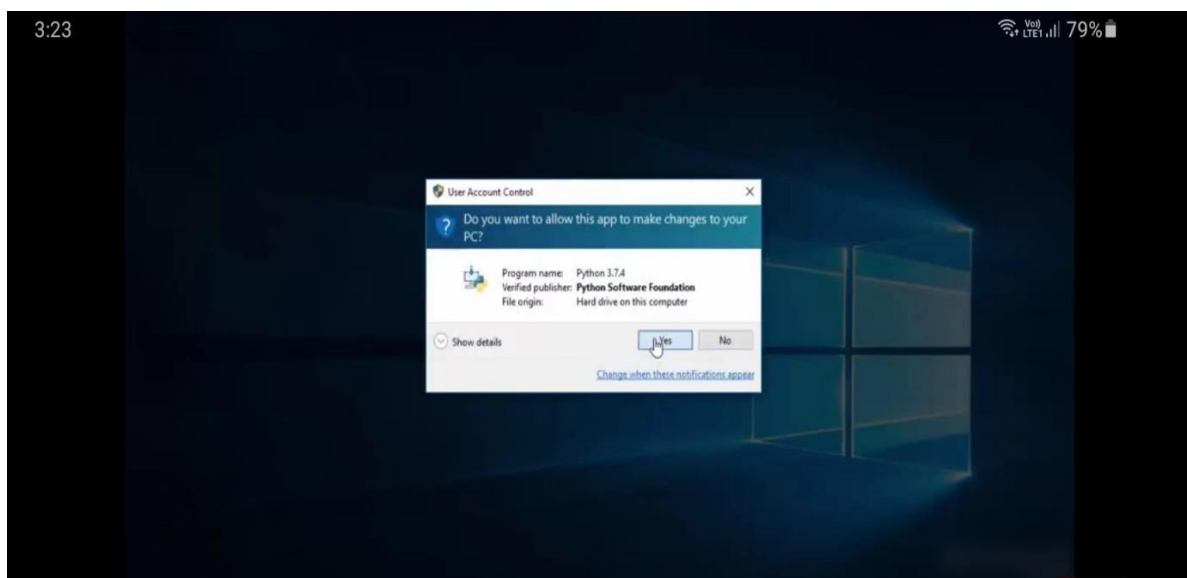 3:23
Vo)) LTE1 79%
User Account Control
Do you want to allow this app to make changes to your
PC?
Program name: Python 3.7.4
Verified publisher: Python Software Foundation
File origin: Hard drive on this computer
Show details
Yes
No
Change when these notifications appear